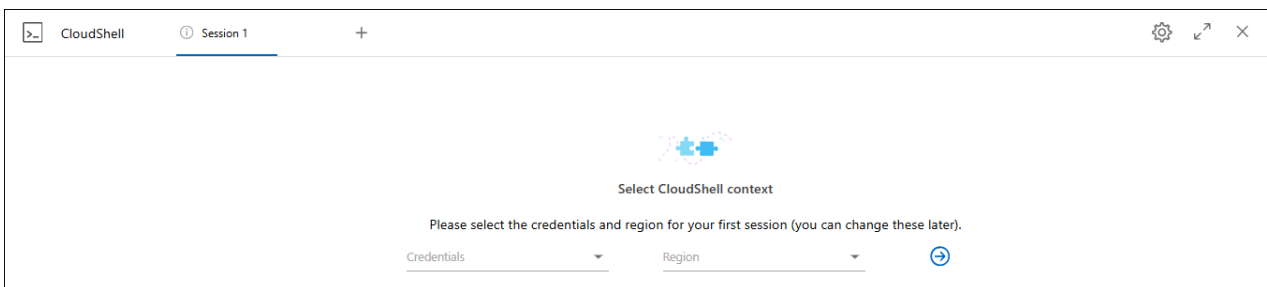 CloudShell Session 1
Select CloudShell context
Please select the credentials and region for your first session (you can change these later).
Credentials Region